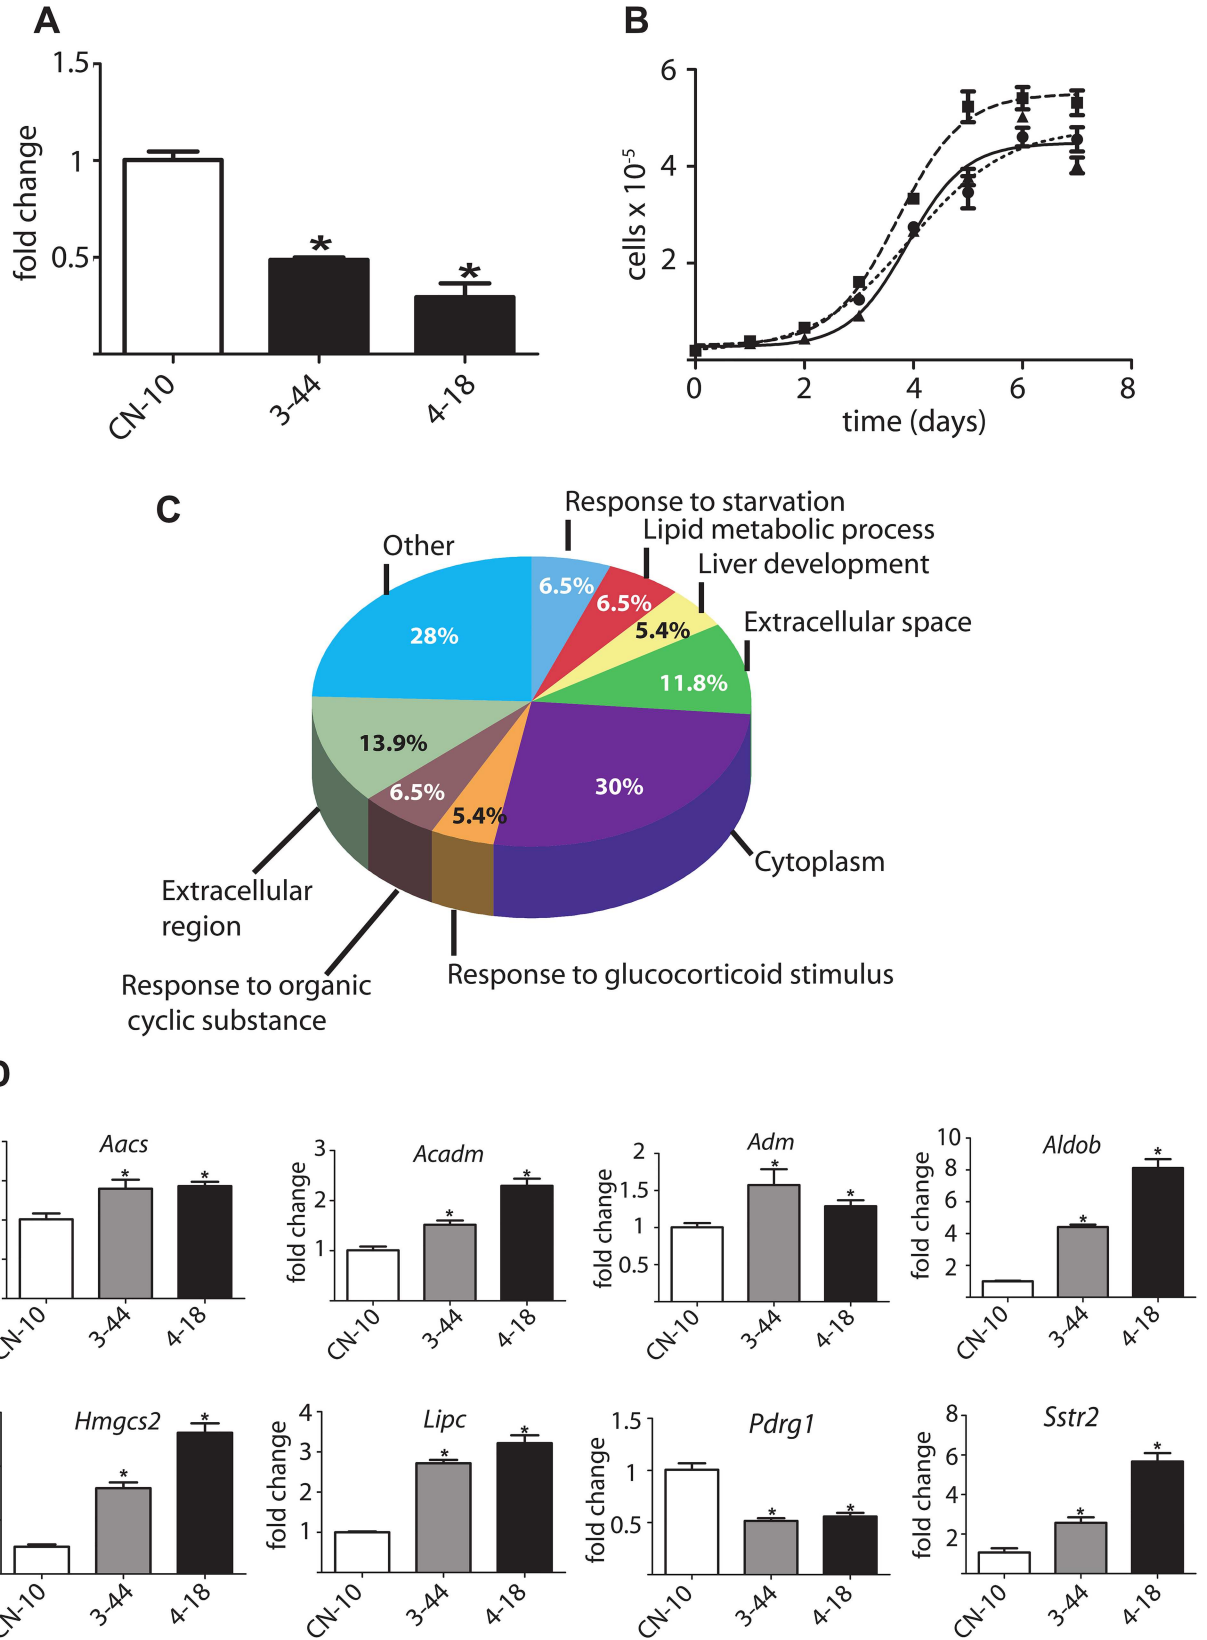 A
fold change
1.5
1
0.5
*
*
CN-10
3-44
4-18
B
cells x 10-5
6
4
2
0
2
4
6
8
time (days)
C
Response to starvation
Lipid metabolic process
Other
Liver development
6.5%
6.5%
5.4%
Extracellular space
28%
11.8%
13.9%
30%
6.5%
5.4%
Cytoplasm
Extracellular
region
Response to glucocorticoid stimulus
Response to organic
cyclic substance
Aacs
*
*
CN-10
3-44
4-18
Acadm
fold change
3
2
1
*
*
CN-10
3-44
4-18
Adm
fold change
2
1.5
1
0.5
*
*
CN-10
3-44
4-18
Aldob
fold change
10
8
6
4
2
*
*
CN-10
3-44
4-18
Hmgcs2
*
*
CN-10
3-44
4-18
Lipc
fold change
4
3
2
1
*
*
CN-10
3-44
4-18
Pdrg1
fold change
1.5
1
0.5
*
*
CN-10
3-44
4-18
Sstr2
fold change
8
6
4
2
*
*
CN-10
3-44
4-18